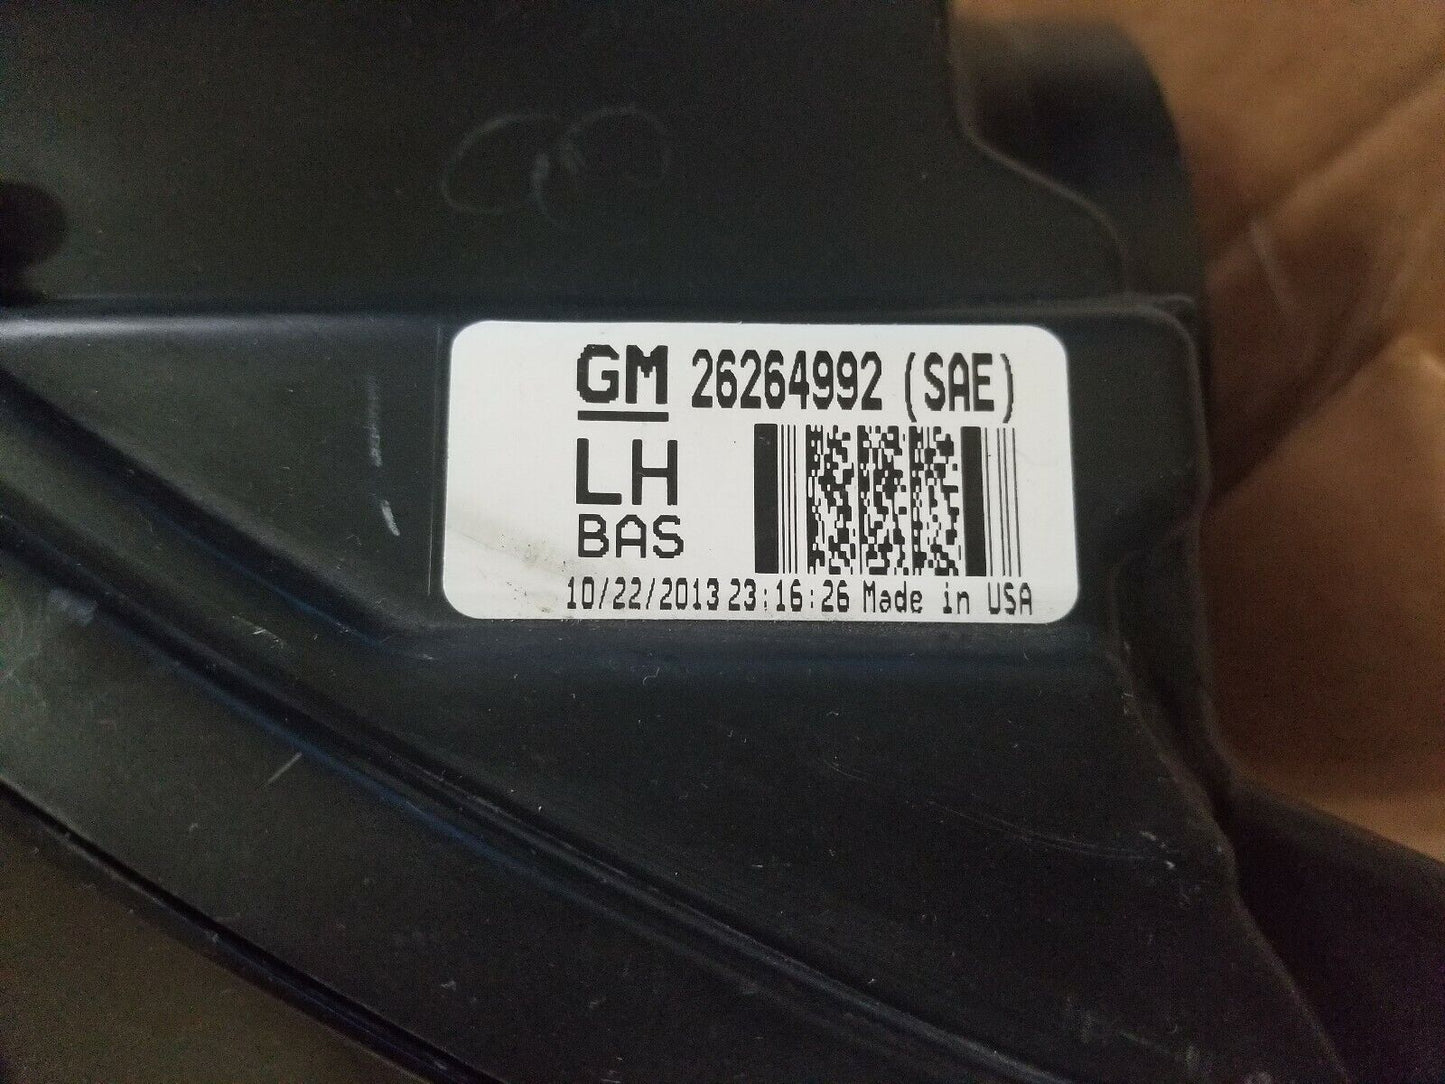 GM 26264992 (SAE)
LH
BAS
10/22/2013 23:16:26 Made in USA